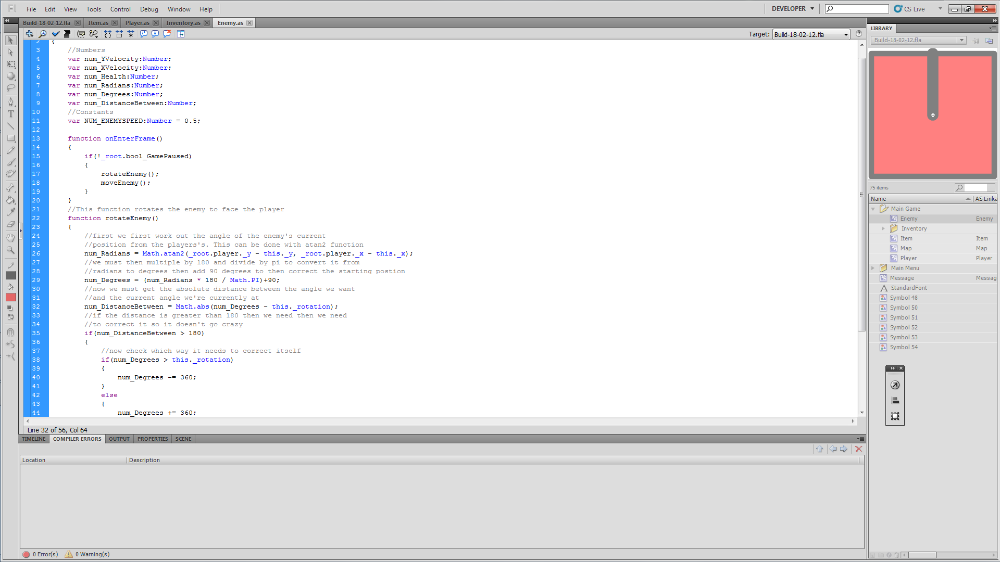 Fl File Edit View Tools Control Debug Window Help DEVELOPER CS Live
Build-18-02-12.fla Item.as Player.as Inventory.as Enemy.as
Target: Build-18-02-12.fla
2 {
3 //Numbers
4 var num_YVelocity:Number;
5 var num_XVelocity:Number;
6 var num_Health:Number;
7 var num_Radians:Number;
8 var num_Degrees:Number;
9 var num_DistanceBetween:Number;
10 //Constants
11 var NUM_ENEMYSPEED:Number = 0.5;
12
13 function onEnterFrame()
14 {
15 if(!_root.bool_GamePaused)
16 {
17 rotateEnemy();
18 moveEnemy();
19 }
20 }
21 //This function rotates the enemy to face the player
22 function rotateEnemy()
23 {
24 //first we first work out the angle of the enemy's current
25 //position from the players's. This can be done with atan2 function
26 num_Radians = Math.atan2(_root.player._y - this._y, _root.player._x - this._x);
27 //we must then multiple by 180 and divide by pi to convert it from
28 //radians to degrees then add 90 degrees to then correct the starting postion
29 num_Degrees = (num_Radians * 180 / Math.PI)+90;
30 //now we must get the absolute distance between the angle we want
31 //and the current angle we're currently at
32 num_DistanceBetween = Math.abs(num_Degrees - this._rotation);
33 //if the distance is greater than 180 then we need then we need
34 //to correct it so it doesn't go crazy
35 if(num_DistanceBetween > 180)
36 {
37 //now check which way it needs to correct itself
38 if(num_Degrees > this._rotation)
39 {
40 num_Degrees -= 360;
41 }
42 else
43 {
44 num_Degrees += 360;
Line 32 of 56, Col 64
TIMELINE COMPILER ERRORS OUTPUT PROPERTIES SCENE
Location Description
0 Error(s) 0 Warning(s)
LIBRARY
Build-18-02-12.fla
75 items
Name AS Linka
Main Game
Enemy Enemy
Inventory
Item Item
Map Map
Player Player
Main Menu
Message Messag
StandardFont
Symbol 48
Symbol 50
Symbol 51
Symbol 52
Symbol 53
Symbol 54